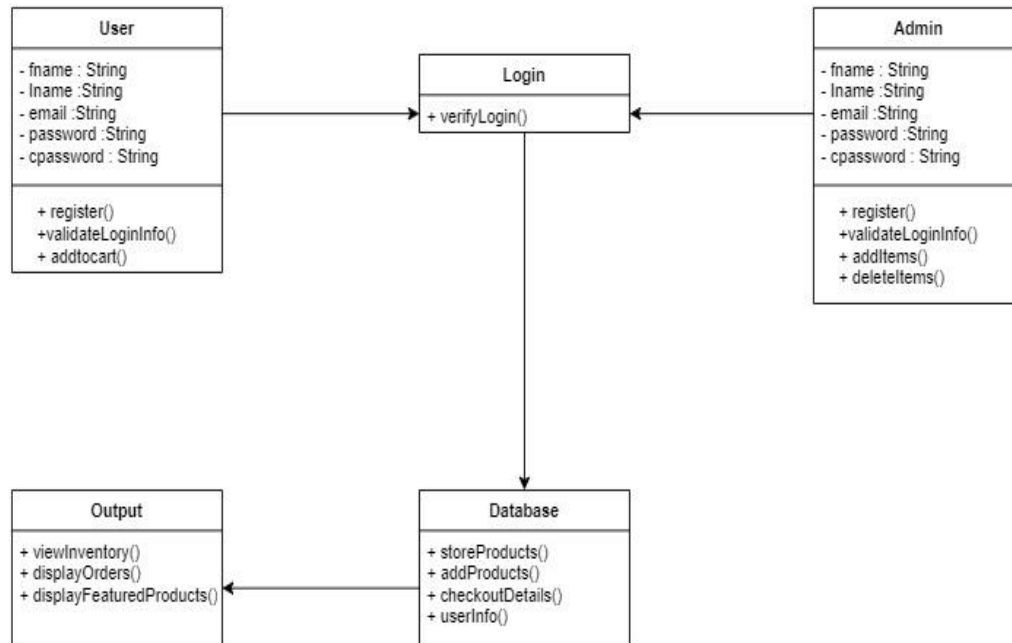 User
- fname : String
- lname :String
- email :String
- password :String
- cpassword : String
+ register()
+validateLoginInfo()
+ addtocart()
Login
+ verifyLogin()
Admin
- fname : String
- lname :String
- email :String
- password :String
- cpassword : String
+ register()
+validateLoginInfo()
+ addItems()
+ deleteItems()
Output
+ viewInventory()
+ displayOrders()
+ displayFeaturedProducts()
Database
+ storeProducts()
+ addProducts()
+ checkoutDetails()
+ userInfo()